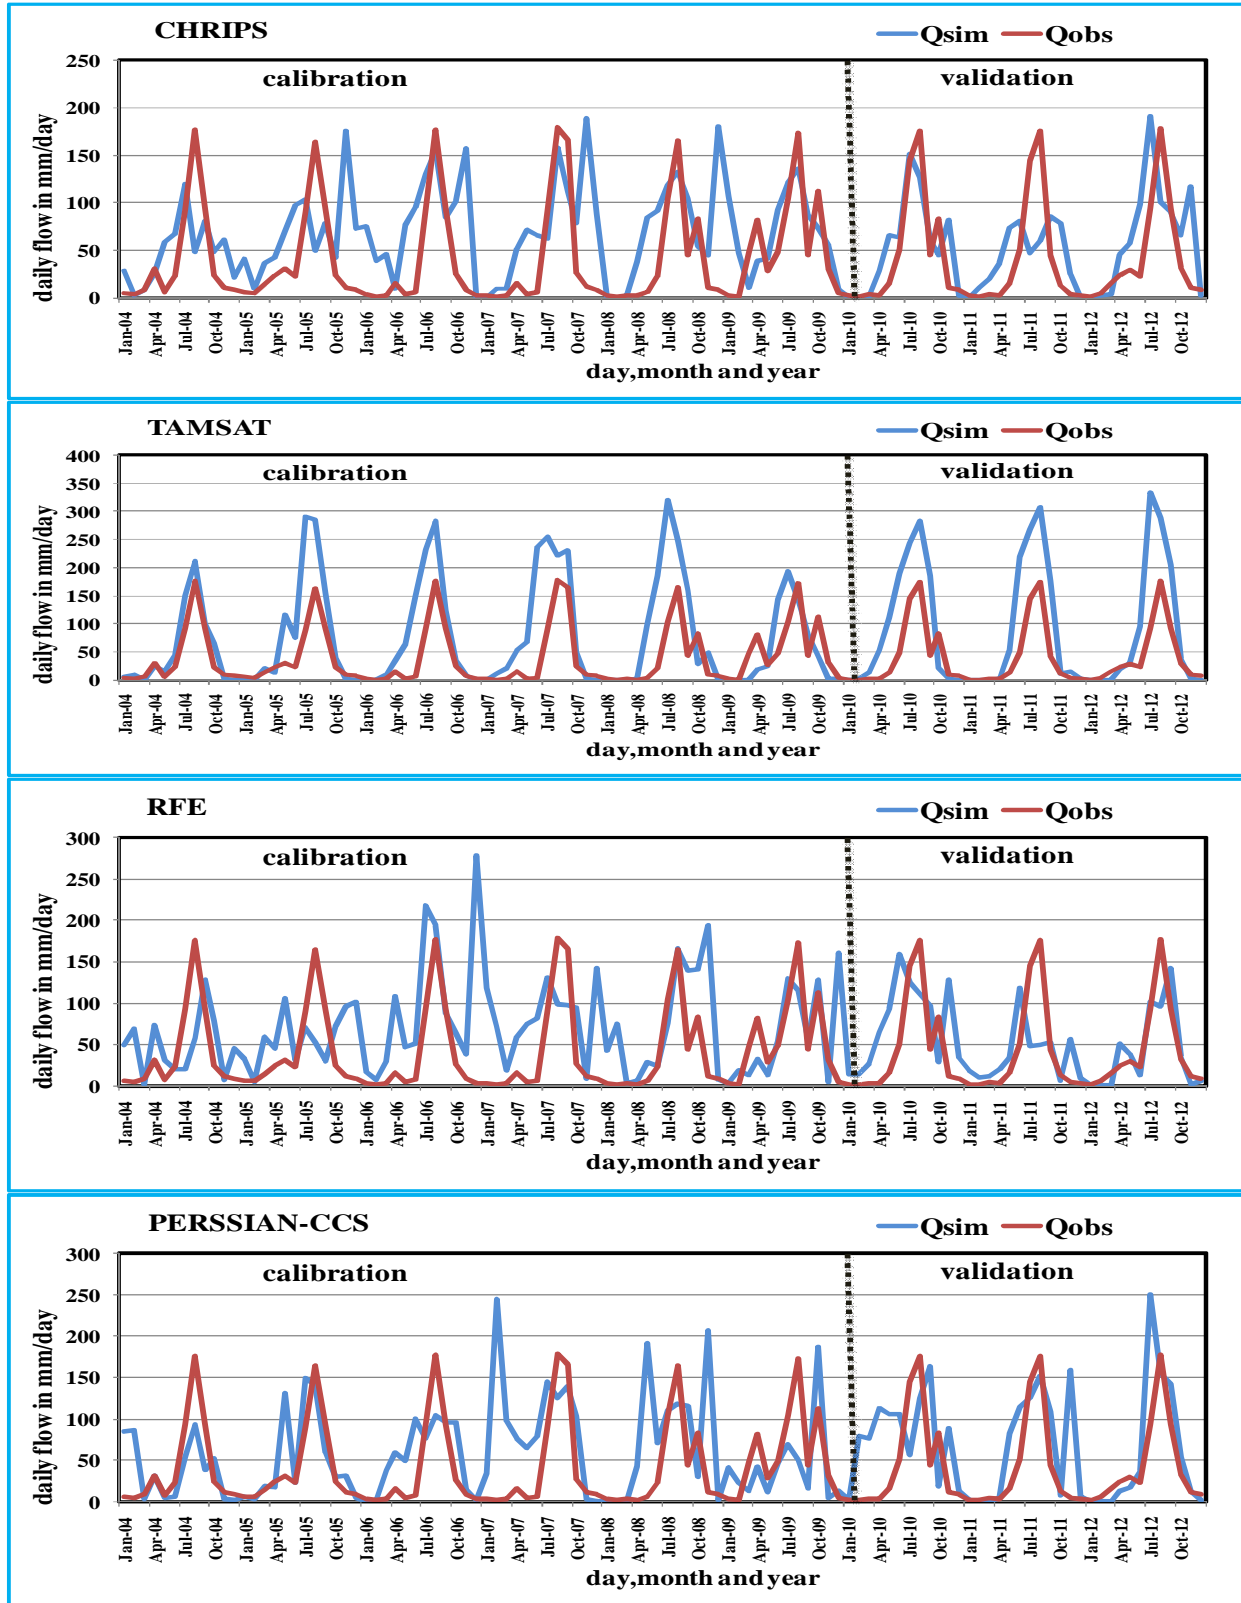 CHRIPS
Qsim Qobs
calibration validation
daily flow in mm/day
250
200
150
100
50
0
Jan-04 Apr-04 Jul-04 Oct-04 Jan-05 Apr-05 Jul-05 Oct-05 Jan-06 Apr-06 Jul-06 Oct-06 Jan-07 Apr-07 Jul-07 Oct-07 Jan-08 Apr-08 Jul-08 Oct-08 Jan-09 Apr-09 Jul-09 Oct-09 Jan-10 Apr-10 Jul-10 Oct-10 Jan-11 Apr-11 Jul-11 Oct-11 Jan-12 Apr-12 Jul-12 Oct-12
day,month and year
TAMSAT
Qsim Qobs
calibration validation
daily flow in mm/day
400
350
300
250
200
150
100
50
0
Jan-04 Apr-04 Jul-04 Oct-04 Jan-05 Apr-05 Jul-05 Oct-05 Jan-06 Apr-06 Jul-06 Oct-06 Jan-07 Apr-07 Jul-07 Oct-07 Jan-08 Apr-08 Jul-08 Oct-08 Jan-09 Apr-09 Jul-09 Oct-09 Jan-10 Apr-10 Jul-10 Oct-10 Jan-11 Apr-11 Jul-11 Oct-11 Jan-12 Apr-12 Jul-12 Oct-12
day,month and year
RFE
Qsim Qobs
calibration validation
daily flow in mm/day
300
250
200
150
100
50
0
Jan-04 Apr-04 Jul-04 Oct-04 Jan-05 Apr-05 Jul-05 Oct-05 Jan-06 Apr-06 Jul-06 Oct-06 Jan-07 Apr-07 Jul-07 Oct-07 Jan-08 Apr-08 Jul-08 Oct-08 Jan-09 Apr-09 Jul-09 Oct-09 Jan-10 Apr-10 Jul-10 Oct-10 Jan-11 Apr-11 Jul-11 Oct-11 Jan-12 Apr-12 Jul-12 Oct-12
day,month and year
PERSSIAN-CCS
Qsim Qobs
calibration validation
daily flow in mm/day
300
250
200
150
100
50
0
Jan-04 Apr-04 Jul-04 Oct-04 Jan-05 Apr-05 Jul-05 Oct-05 Jan-06 Apr-06 Jul-06 Oct-06 Jan-07 Apr-07 Jul-07 Oct-07 Jan-08 Apr-08 Jul-08 Oct-08 Jan-09 Apr-09 Jul-09 Oct-09 Jan-10 Apr-10 Jul-10 Oct-10 Jan-11 Apr-11 Jul-11 Oct-11 Jan-12 Apr-12 Jul-12 Oct-12
day,month and year